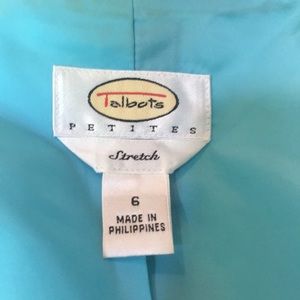 Talbots
PETITES
Stretch
6
MADE IN
PHILIPPINES